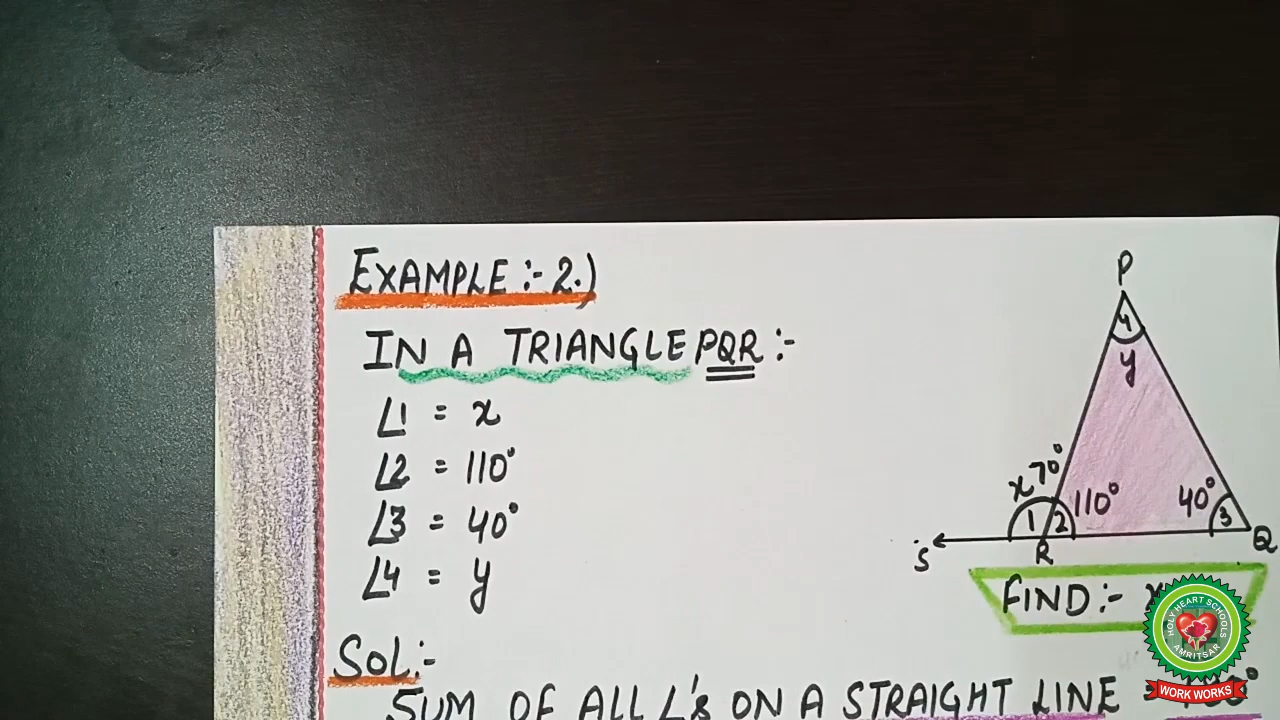 EXAMPLE :- 2.)
IN A TRIANGLE PQR :-
∠1 = x
∠2 = 110°
∠3 = 40°
∠4 = y
P
4
y
x 70°
110°
40°
1
2
3
S
R
Q
FIND :- x
SOL :-
SUM OF ALL ∠'s ON A STRAIGHT LINE
HOLY HEART SCHOOLS
AMRITSAR
WORK WORKS